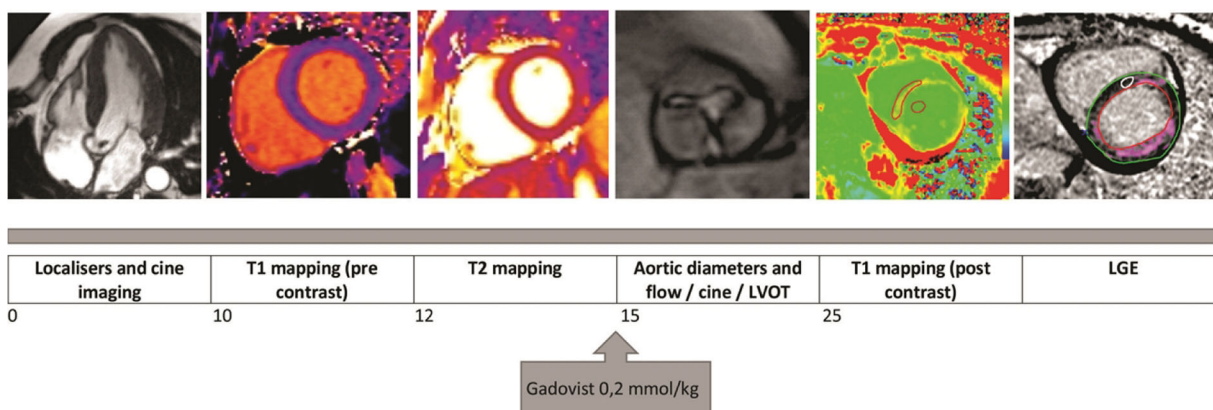 Localisers and cine
imaging
T1 mapping (pre
contrast)
T2 mapping
Aortic diameters and
flow / cine / LVOT
T1 mapping (post
contrast)
LGE
0
10
12
15
25
Gadovist 0,2 mmol/kg